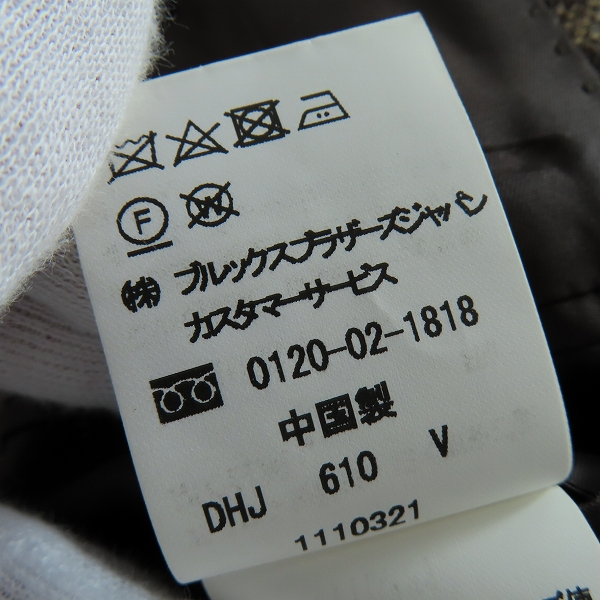 F W
㈱ ブルックスブラザーズジャパン
カスタマーサービス
0120-02-1818
中国製
DHJ 610 V
1110321